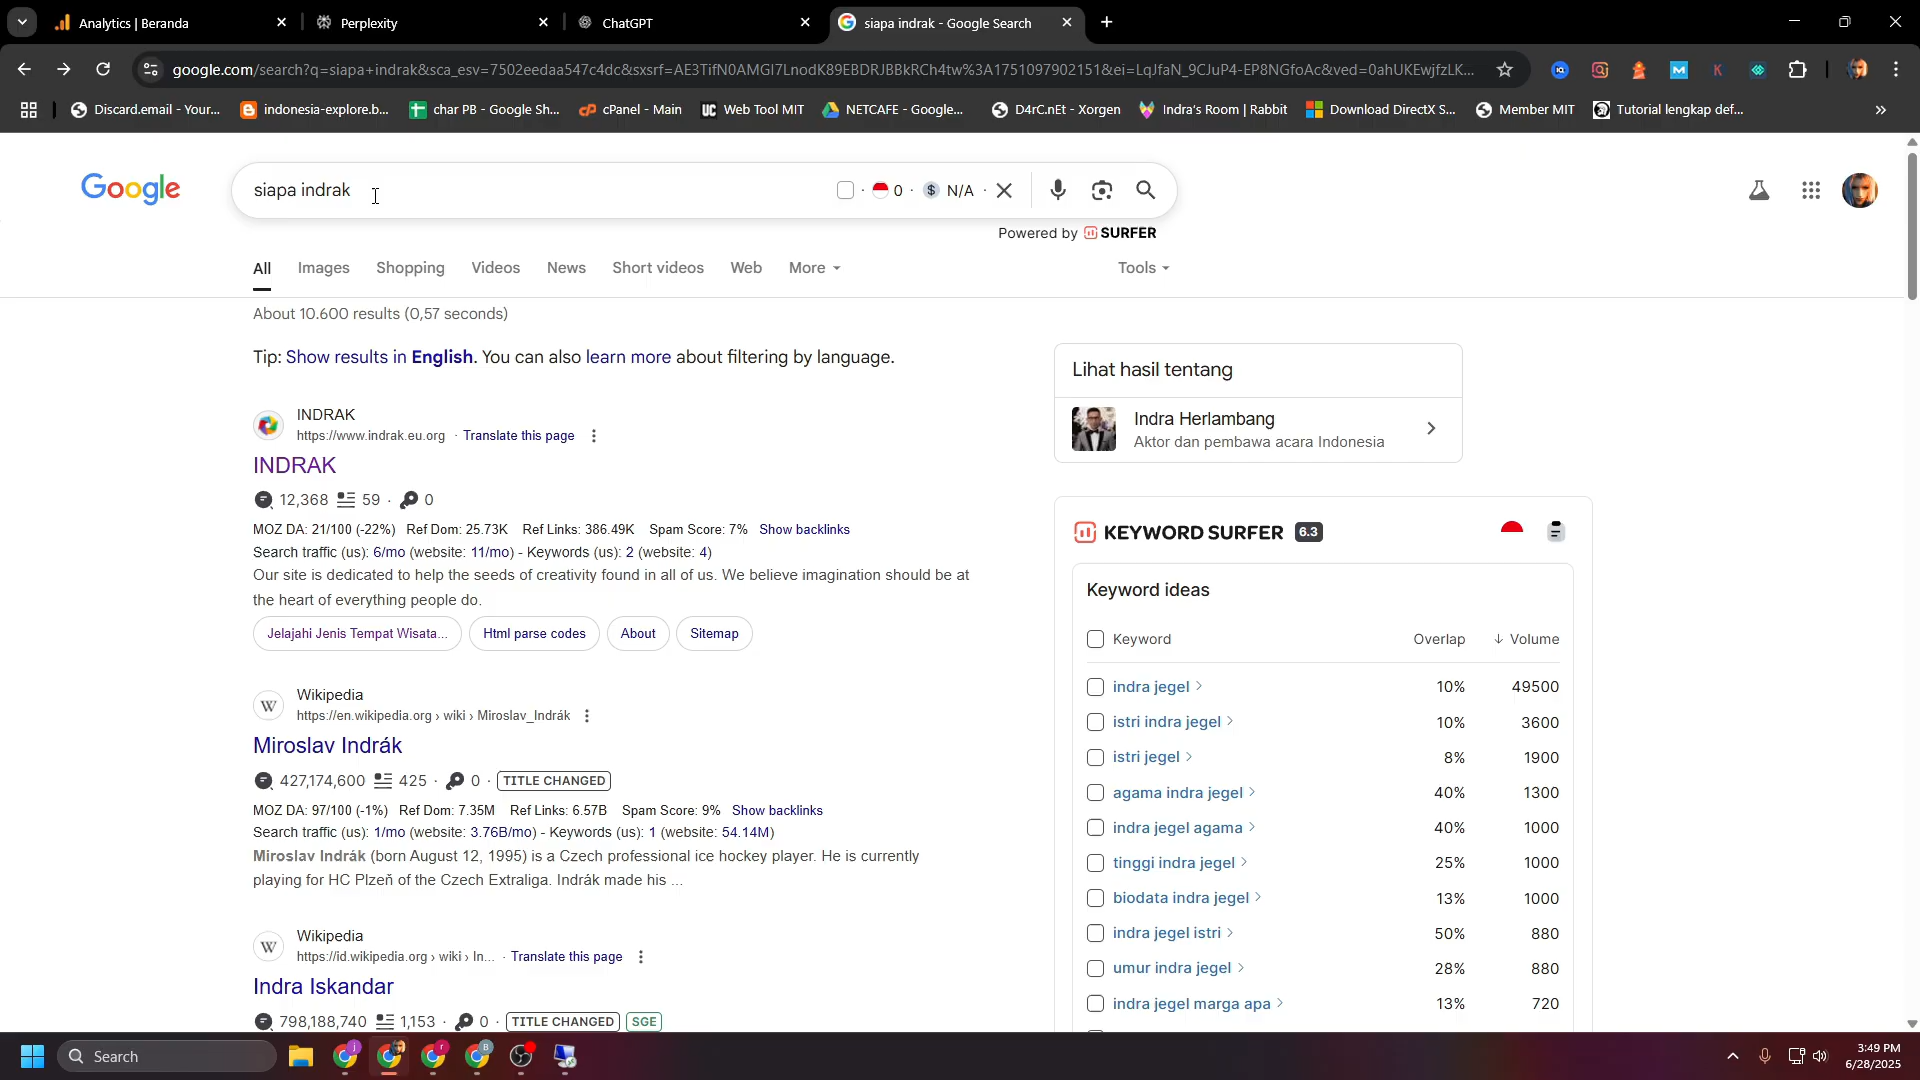 Analytics | Beranda
Perplexity
ChatGPT
siapa indrak - Google Search
google.com/search?q=siapa+indrak&sca_esv=7502eedaa547c4dc&sxsrf=AE3TifN0AMGI7LnodK89EBDRJBBkRCh4tw%3A1751097902151&ei=LqJfaN_9CJuP4-EP8NGfoAc&ved=0ahUKEwjfzLK...
Discard.email - Your...
indonesia-explore.b...
char PB - Google Sh...
cPanel - Main
UC Web Tool MIT
NETCAFE - Google...
D4rC.nEt - Xorgen
Indra's Room | Rabbit
Download DirectX S...
Member MIT
Tutorial lengkap def...
Google
siapa indrak
0 · $ N/A ·
Powered by SURFER
All
Images
Shopping
Videos
News
Short videos
Web
More
Tools
About 10.600 results (0,57 seconds)
Tip: Show results in English. You can also learn more about filtering by language.
INDRAK
https://www.indrak.eu.org · Translate this page
INDRAK
12,368 59 · 0
MOZ DA: 21/100 (-22%) Ref Dom: 25.73K Ref Links: 386.49K Spam Score: 7% Show backlinks
Search traffic (us): 6/mo (website: 11/mo) - Keywords (us): 2 (website: 4)
Our site is dedicated to help the seeds of creativity found in all of us. We believe imagination should be at
the heart of everything people do.
Jelajahi Jenis Tempat Wisata...
Html parse codes
About
Sitemap
W
Wikipedia
https://en.wikipedia.org › wiki › Miroslav_Indrák
Miroslav Indrák
427,174,600 425 · 0 · TITLE CHANGED
MOZ DA: 97/100 (-1%) Ref Dom: 7.35M Ref Links: 6.57B Spam Score: 9% Show backlinks
Search traffic (us): 1/mo (website: 3.76B/mo) - Keywords (us): 1 (website: 54.14M)
Miroslav Indrák (born August 12, 1995) is a Czech professional ice hockey player. He is currently
playing for HC Plzeň of the Czech Extraliga. Indrák made his ...
W
Wikipedia
https://id.wikipedia.org › wiki › In... · Translate this page
Indra Iskandar
798,188,740 1,153 · 0 · TITLE CHANGED SGE
Lihat hasil tentang
Indra Herlambang
Aktor dan pembawa acara Indonesia
KEYWORD SURFER 6.3
Keyword ideas
Keyword Overlap Volume
indra jegel 10% 49500
istri indra jegel 10% 3600
istri jegel 8% 1900
agama indra jegel 40% 1300
indra jegel agama 40% 1000
tinggi indra jegel 25% 1000
biodata indra jegel 13% 1000
indra jegel istri 50% 880
umur indra jegel 28% 880
indra jegel marga apa 13% 720
Search
3:49 PM
6/28/2025